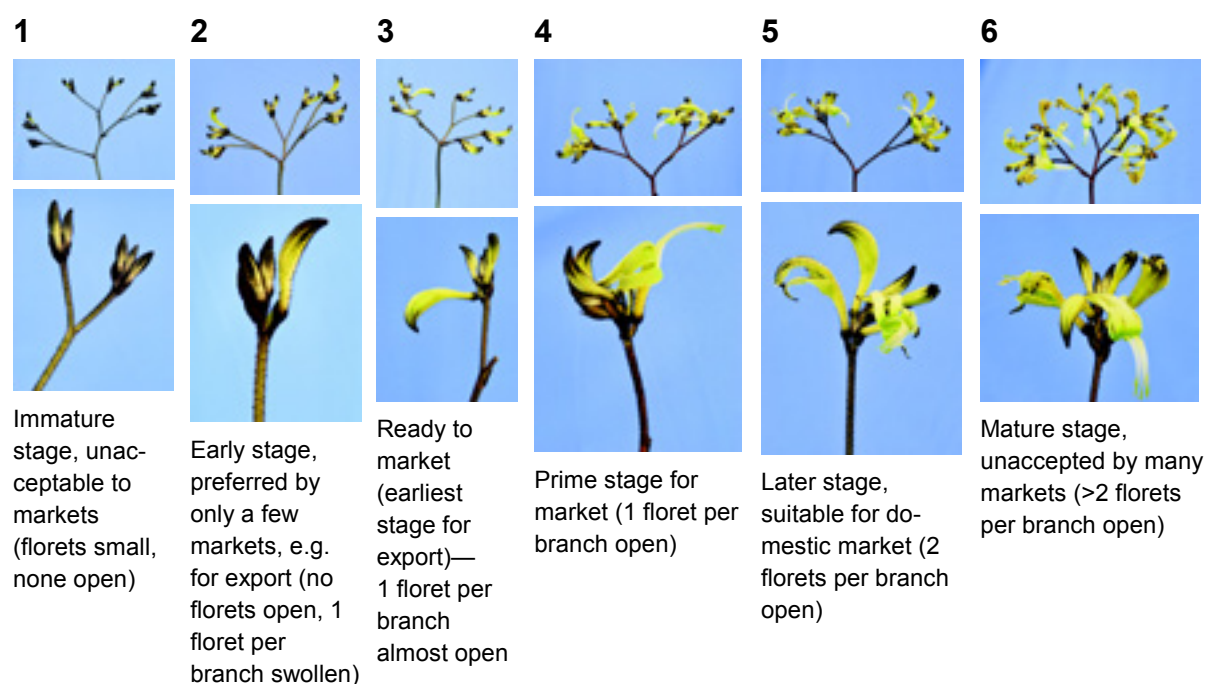 1
Immature
stage, unac-
ceptable to
markets
(florets small,
none open)
2
Early stage,
preferred by
only a few
markets, e.g.
for export (no
florets open, 1
floret per
branch swollen)
3
Ready to
market
(earliest
stage for
export)—
1 floret per
branch
almost open
4
Prime stage for
market (1 floret per
branch open)
5
Later stage,
suitable for do-
mestic market (2
florets per branch
open)
6
Mature stage,
unaccepted by many
markets (>2 florets
per branch open)